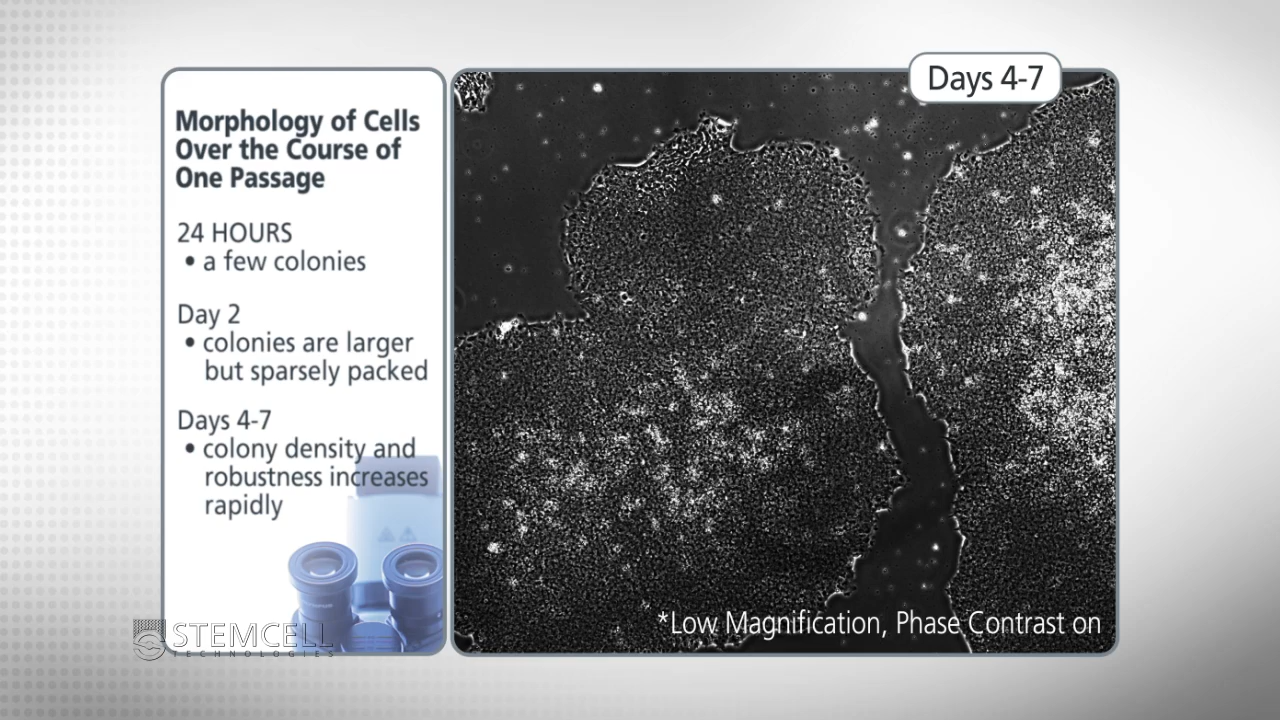 Days 4-7
Morphology of Cells
Over the Course of
One Passage
24 HOURS
• a few colonies
Day 2
• colonies are larger
but sparsely packed
Days 4-7
• colony density and
robustness increases
rapidly
*Low Magnification, Phase Contrast on
STEMCELL
TECHNOLOGIES